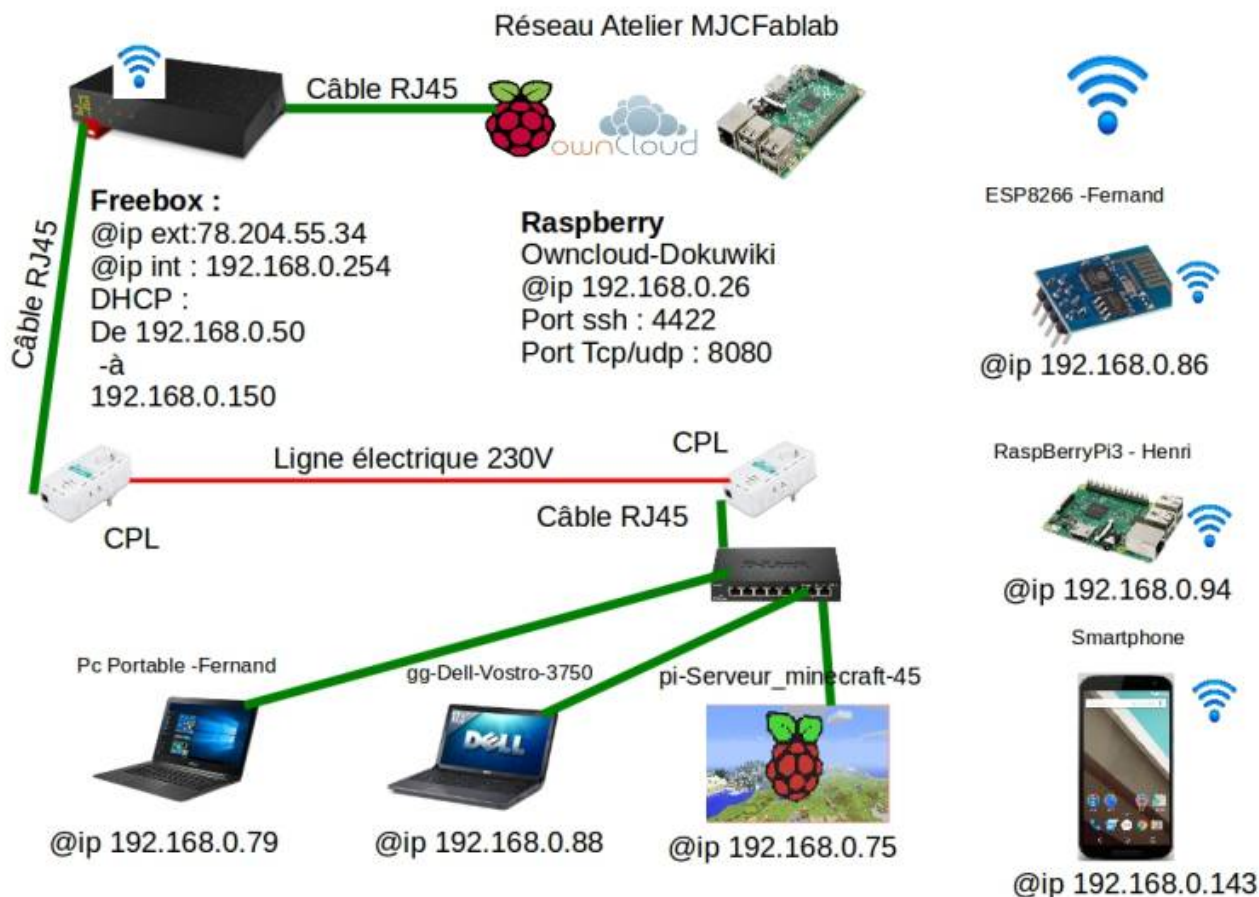 Réseau Atelier MJCFablab
Câble RJ45
ownCloud
Câble RJ45
Freebox :
@ip ext:78.204.55.34
@ip int : 192.168.0.254
DHCP :
De 192.168.0.50
-à
192.168.0.150
Raspberry
Owncloud-Dokuwiki
@ip 192.168.0.26
Port ssh : 4422
Port Tcp/udp : 8080
ESP8266 -Fernand
@ip 192.168.0.86
CPL
Ligne électrique 230V
CPL
Câble RJ45
RaspBerryPi3 - Henri
@ip 192.168.0.94
Pc Portable -Fernand
@ip 192.168.0.79
gg-Dell-Vostro-3750
DELL
@ip 192.168.0.88
pi-Serveur_minecraft-45
@ip 192.168.0.75
Smartphone
@ip 192.168.0.143